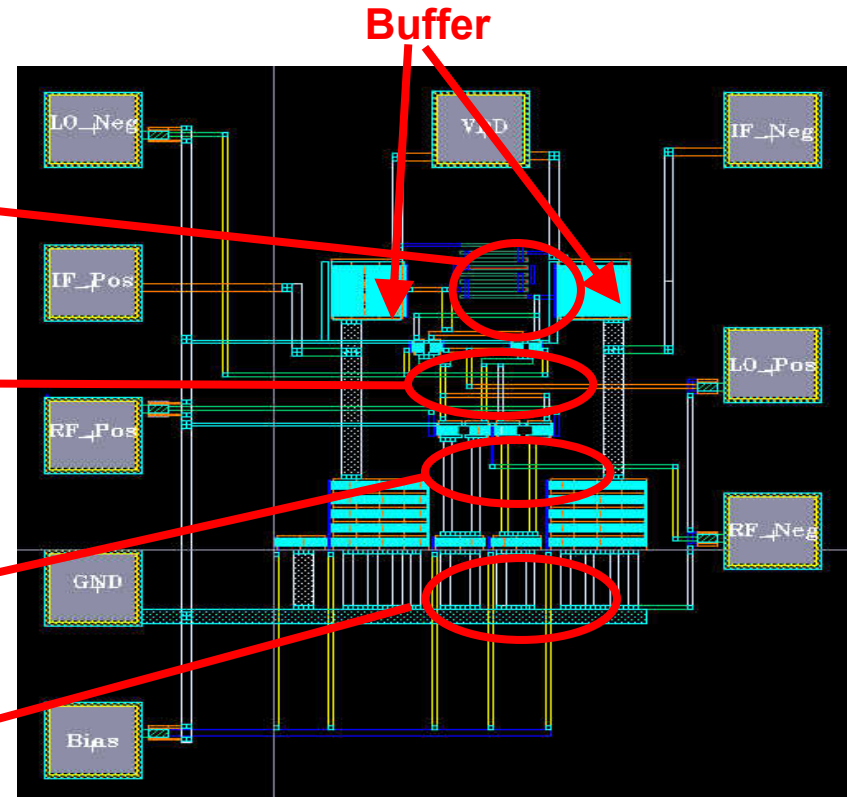 Buffer
LO_Neg
VDD
IF_Neg
IF_Pos
LO_Pos
RF_Pos
RF_Neg
GND
Bias